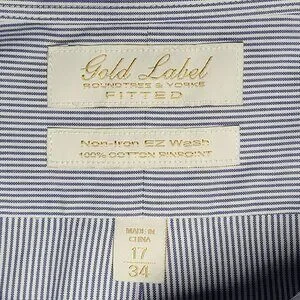 Gold Label
ROUNDTREE & YORKE
FITTED
Non-Iron EZ Wash
100% COTTON PINPOINT
MADE IN
CHINA
17
34